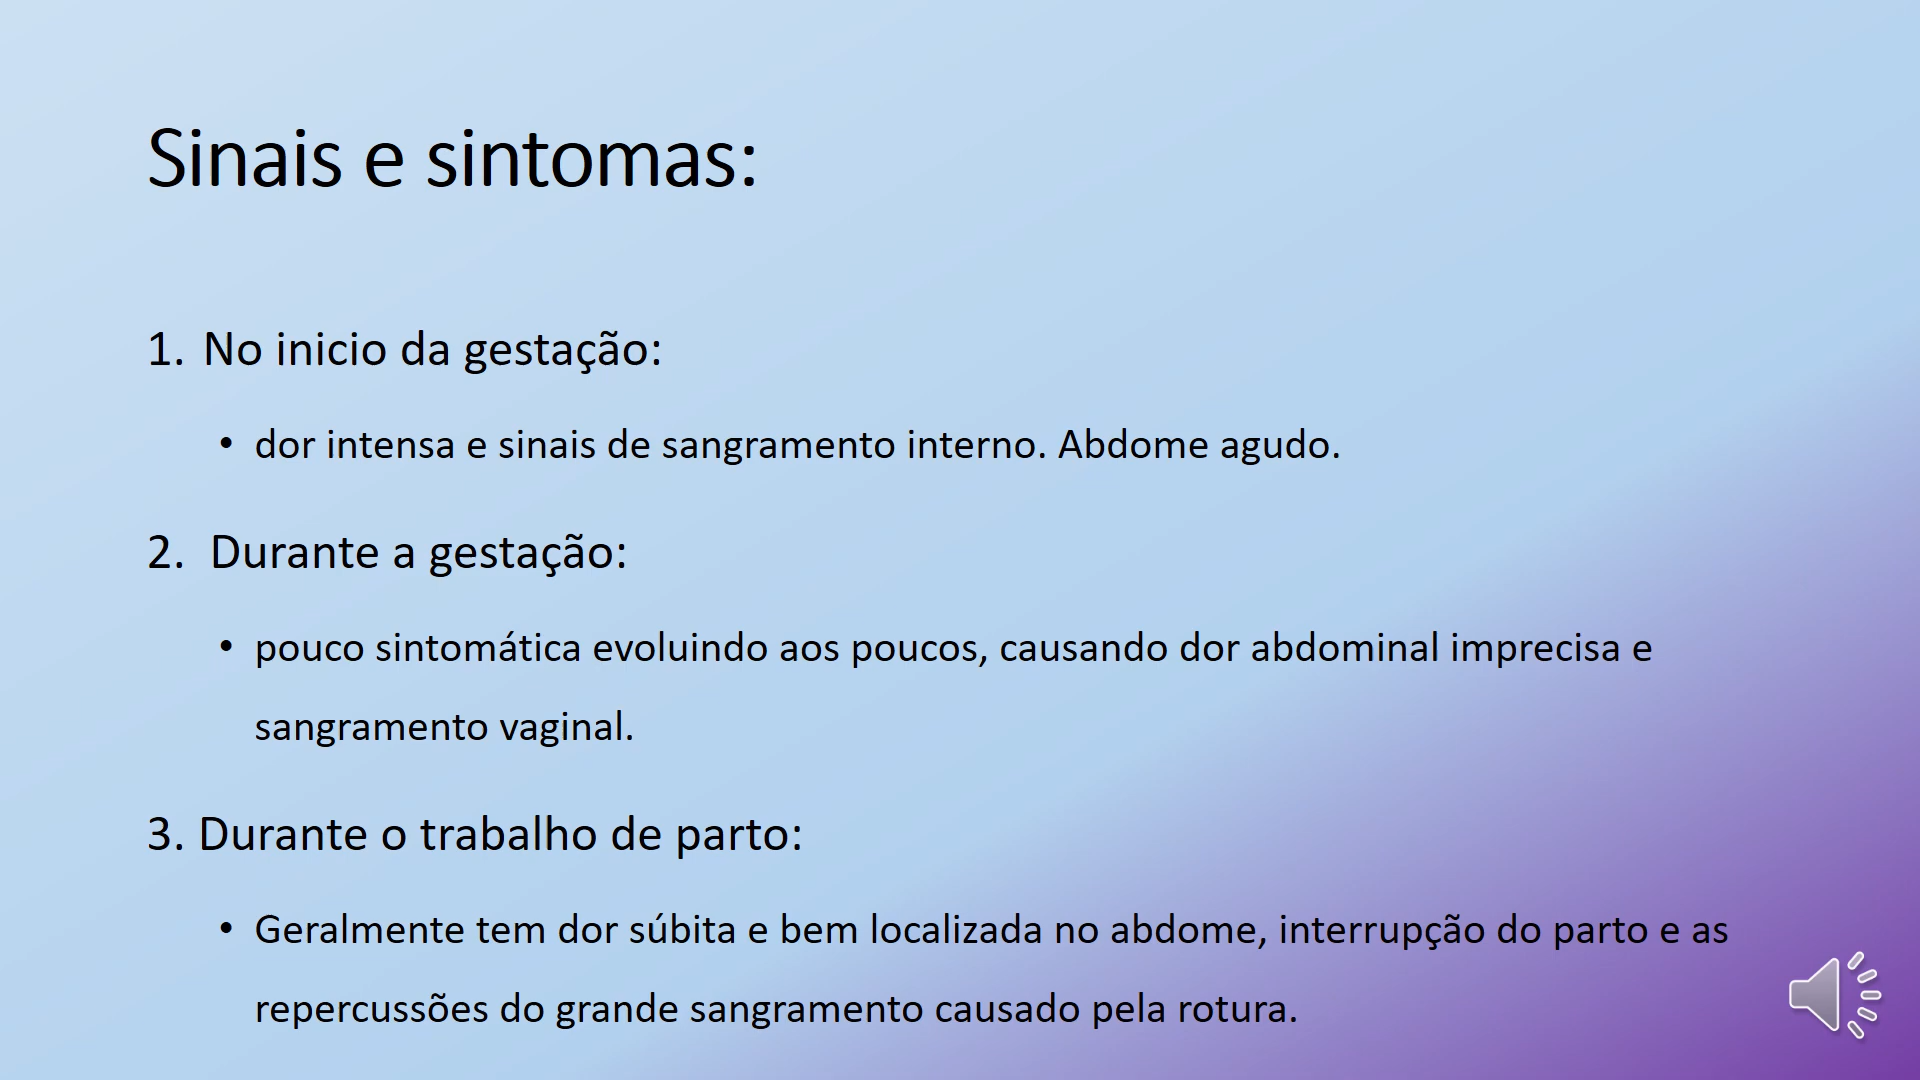 Sinais e sintomas:
1. No inicio da gestação:
• dor intensa e sinais de sangramento interno. Abdome agudo.
2. Durante a gestação:
• pouco sintomática evoluindo aos poucos, causando dor abdominal imprecisa e
sangramento vaginal.
3. Durante o trabalho de parto:
• Geralmente tem dor súbita e bem localizada no abdome, interrupção do parto e as
repercussões do grande sangramento causado pela rotura.